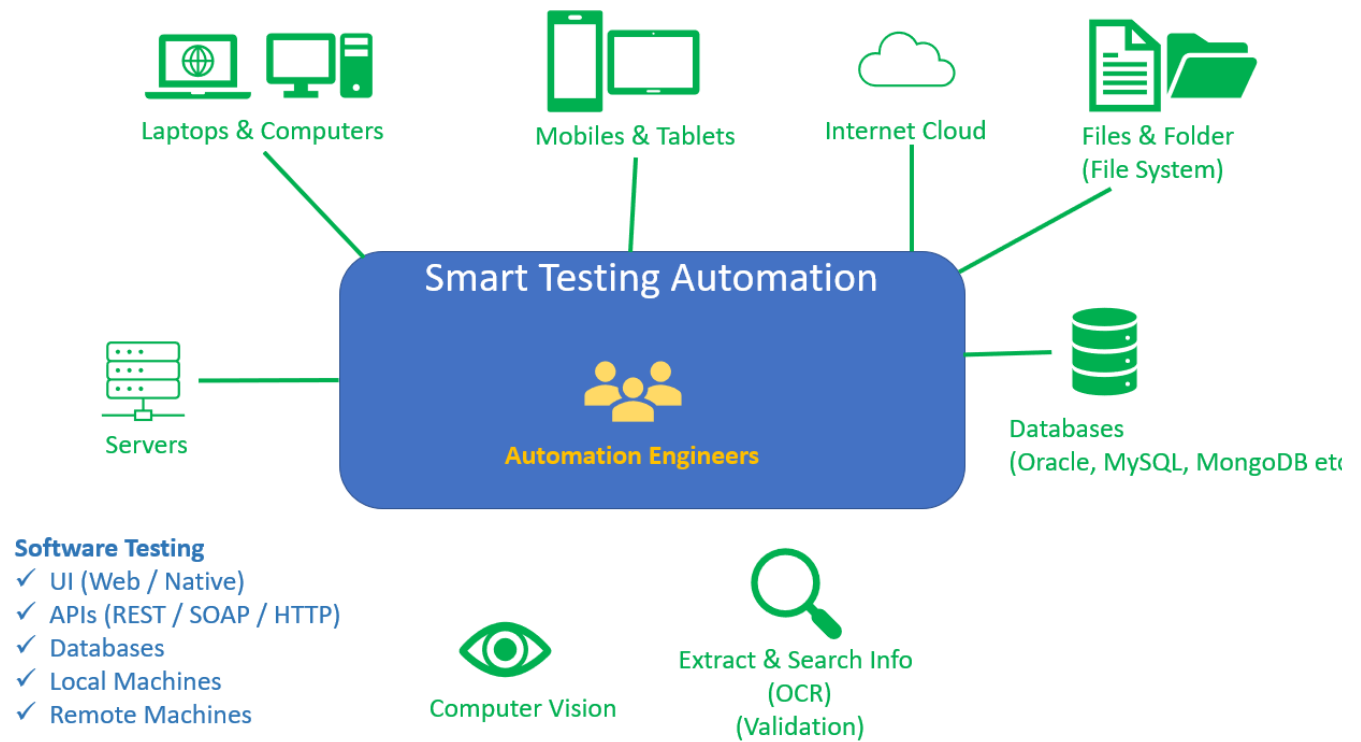 Laptops & Computers
Mobiles & Tablets
Internet Cloud
Files & Folder
(File System)
Smart Testing Automation
Automation Engineers
Servers
Databases
(Oracle, MySQL, MongoDB etc
Software Testing
✓ UI (Web / Native)
✓ APIs (REST / SOAP / HTTP)
✓ Databases
✓ Local Machines
✓ Remote Machines
Computer Vision
Extract & Search Info
(OCR)
(Validation)